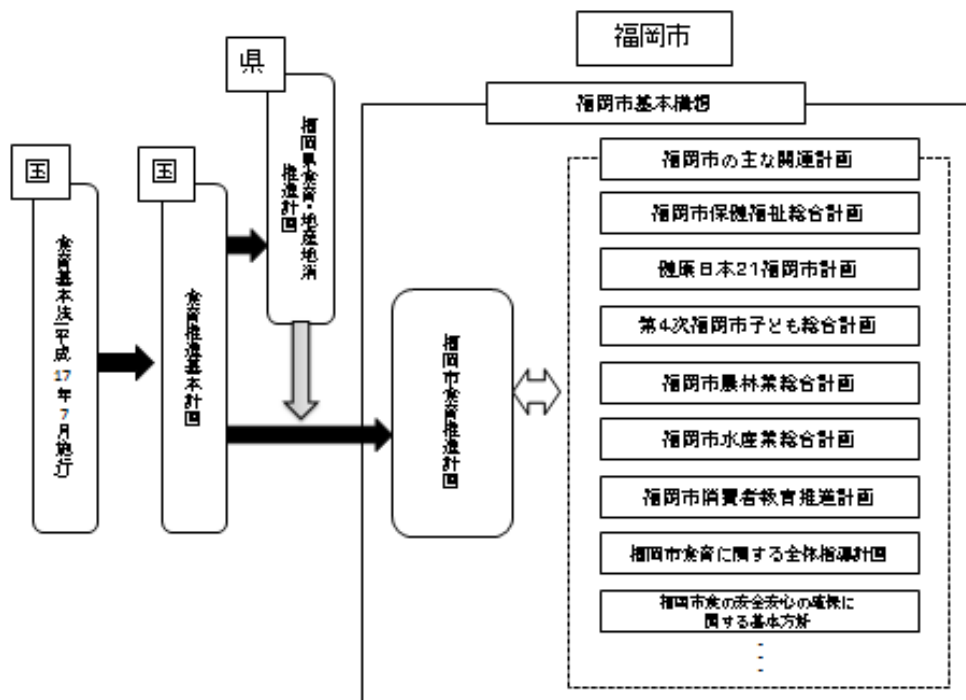 福岡市
県
福岡市基本構想
福岡県食育・地産地消
推進計画
国
国
福岡市の主な関連計画
食育基本法(平成17年7月施行)
食育推進基本計画
福岡市食育推進計画
福岡市保健福祉総合計画
健康日本21福岡市計画
第4次福岡市子ども総合計画
福岡市農林業総合計画
福岡市水産業総合計画
福岡市消費者教育推進計画
福岡市食育に関する全体指導計画
福岡市食の安全安心の確保に
関する基本方針